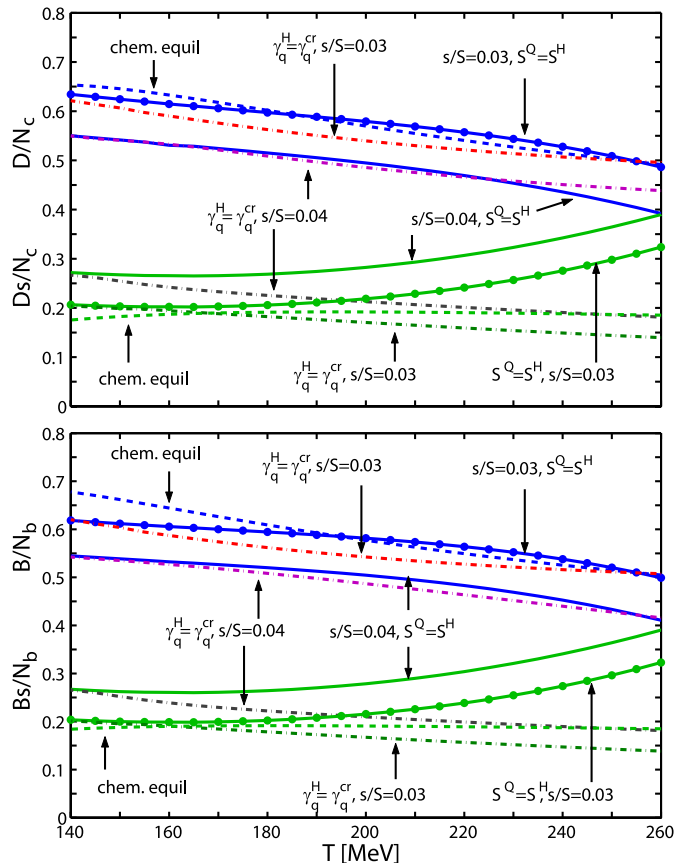 0.8
chem. equil
γ_q^H=γ_q^cr, s/S=0.03
s/S=0.03, S^Q=S^H
0.7
0.6
0.5
0.4
0.3
0.2
0.1
0
D/N_c
Ds/N_c
γ_q^H=γ_q^cr, s/S=0.04
s/S=0.04, S^Q=S^H
chem. equil
γ_q^H=γ_q^cr, s/S=0.03
S^Q=S^H, s/S=0.03
0.8
chem. equil
γ_q^H=γ_q^cr, s/S=0.03
s/S=0.03, S^Q=S^H
0.7
0.6
0.5
0.4
0.3
0.2
0.1
0
B/N_b
Bs/N_b
γ_q^H=γ_q^cr, s/S=0.04
s/S=0.04, S^Q=S^H
chem. equil
γ_q^H=γ_q^cr, s/S=0.03
S^Q=S^H, s/S=0.03
140 160 180 200 220 240 260
T [MeV]